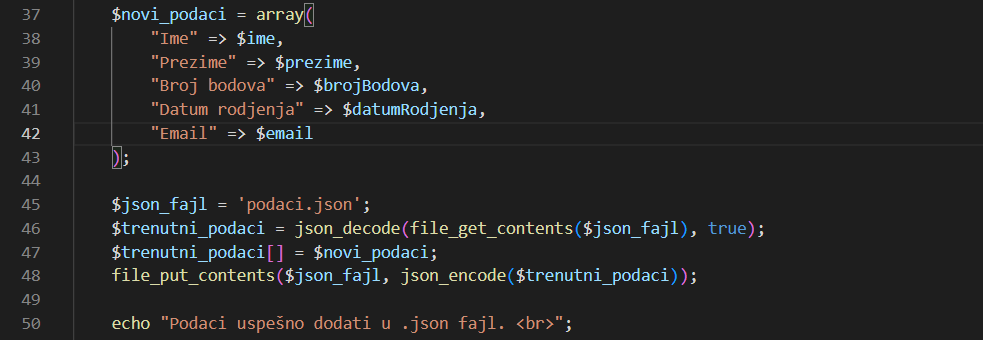 37 $novi_podaci = array(
38 "Ime" => $ime,
39 "Prezime" => $prezime,
40 "Broj bodova" => $brojBodova,
41 "Datum rodjenja" => $datumRodjenja,
42 "Email" => $email
43 );
44
45 $json_fajl = 'podaci.json';
46 $trenutni_podaci = json_decode(file_get_contents($json_fajl), true);
47 $trenutni_podaci[] = $novi_podaci;
48 file_put_contents($json_fajl, json_encode($trenutni_podaci));
49
50 echo "Podaci uspešno dodati u .json fajl. <br>";